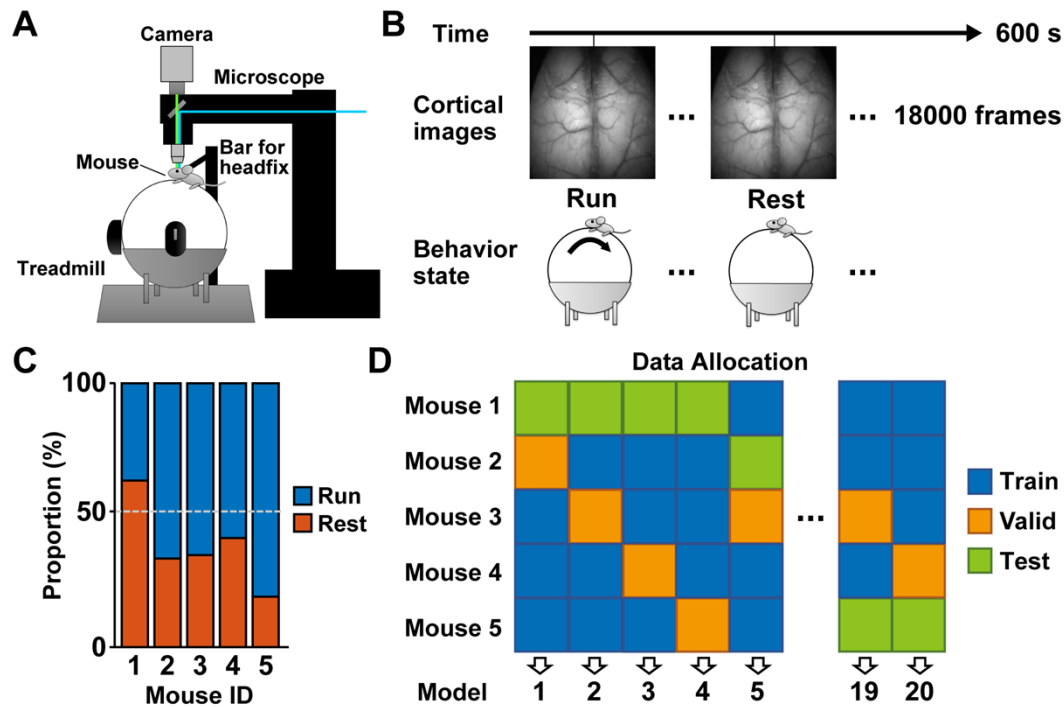 A
Camera
Microscope
Mouse
Bar for
headfix
Treadmill
B
Time
600 s
Cortical
images
...
...
18000 frames
Run
Rest
Behavior
state
...
...
C
Proportion (%)
100
50
0
Run
Rest
1 2 3 4 5
Mouse ID
D
Data Allocation
Mouse 1
Mouse 2
Mouse 3
Mouse 4
Mouse 5
...
Train
Valid
Test
Model 1 2 3 4 5 19 20